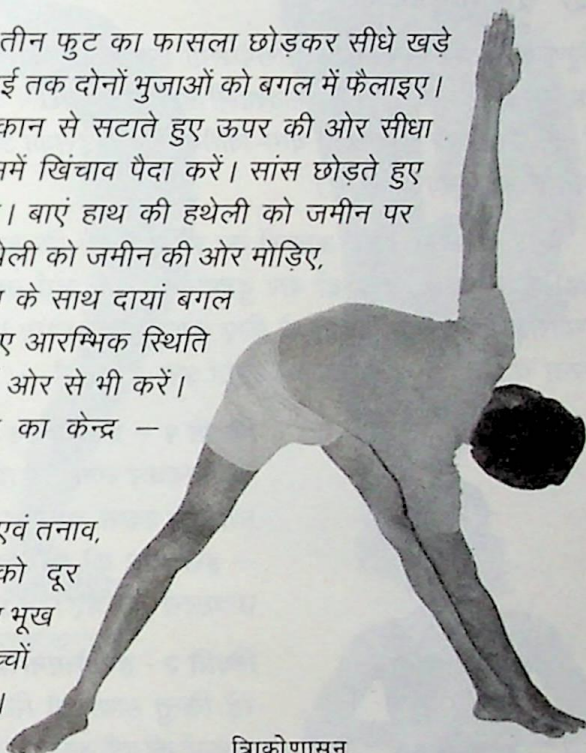 तीन फुट का फासला छोड़कर सीधे खड़े
ई तक दोनों भुजाओं को बगल में फैलाइए।
कान से सटाते हुए ऊपर की ओर सीधा
में खिंचाव पैदा करें। सांस छोड़ते हुए
। बाएं हाथ की हथेली को जमीन पर
ेली को जमीन की ओर मोड़िए,
के साथ दायां बगल
ए आरम्भिक स्थिति
ओर से भी करें।
का केन्द्र –
एवं तनाव,
को दूर
भूख
च्चों
।
त्रिकोणासन